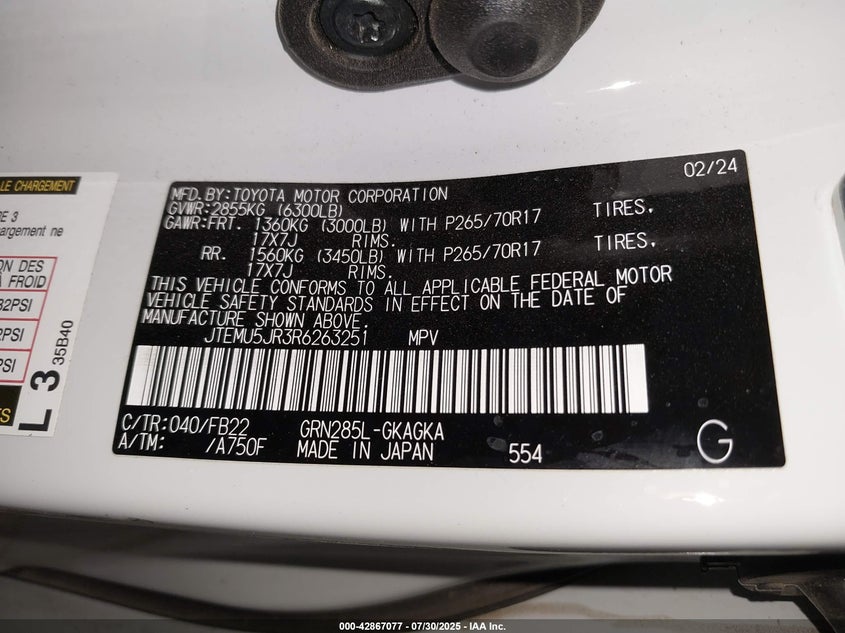 02/24
MFD. BY: TOYOTA MOTOR CORPORATION
GVWR: 2855KG (6300LB)
GAWR: FRT. 1360KG (3000LB) WITH P265/70R17 TIRES,
17X7J RIMS.
RR. 1560KG (3450LB) WITH P265/70R17 TIRES,
17X7J RIMS.
THIS VEHICLE CONFORMS TO ALL APPLICABLE FEDERAL MOTOR
VEHICLE SAFETY STANDARDS IN EFFECT ON THE DATE OF
MANUFACTURE SHOWN ABOVE.
JTEMU5JR3R6263251 MPV
C/TR: 040/FB22 GRN285L-GKAGKA
A/TM: /A750F MADE IN JAPAN 554
G
LE CHARGEMENT
DE 3
hargement ne
ON DES
À FROID
32PSI
2PSI
PSI
ES
L 3 35B40
000-42867077 - 07/30/2025 - IAA Inc.